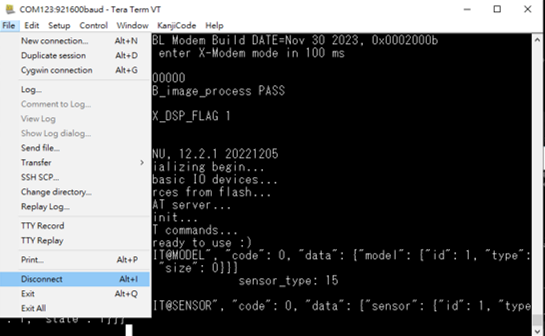 COM123:921600baud - Tera Term VT
File Edit Setup Control Window KanjiCode Help
New connection... Alt+N
Duplicate session Alt+D
Cygwin connection Alt+G
Log...
Comment to Log...
View Log
Show Log dialog...
Send file...
Transfer
SSH SCP...
Change directory...
Replay Log...
TTY Record
TTY Replay
Print... Alt+P
Disconnect Alt+I
Exit Alt+Q
Exit All
BL Modem Build DATE=Nov 30 2023, 0x0002000b
enter X-Modem mode in 100 ms
00000
B_image_process PASS
X_DSP_FLAG 1
NU, 12.2.1 20221205
ializing begin...
basic IO devices...
rces from flash...
AT server...
init...
T commands...
ready to use :)
IT@MODEL", "code": 0, "data": {"model": {"id": 1, "type":
"size": 0}]}
sensor_type: 15
IT@SENSOR", "code": 0, "data": {"sensor": {"id": 1, "type
: 1, "state": 1}}}